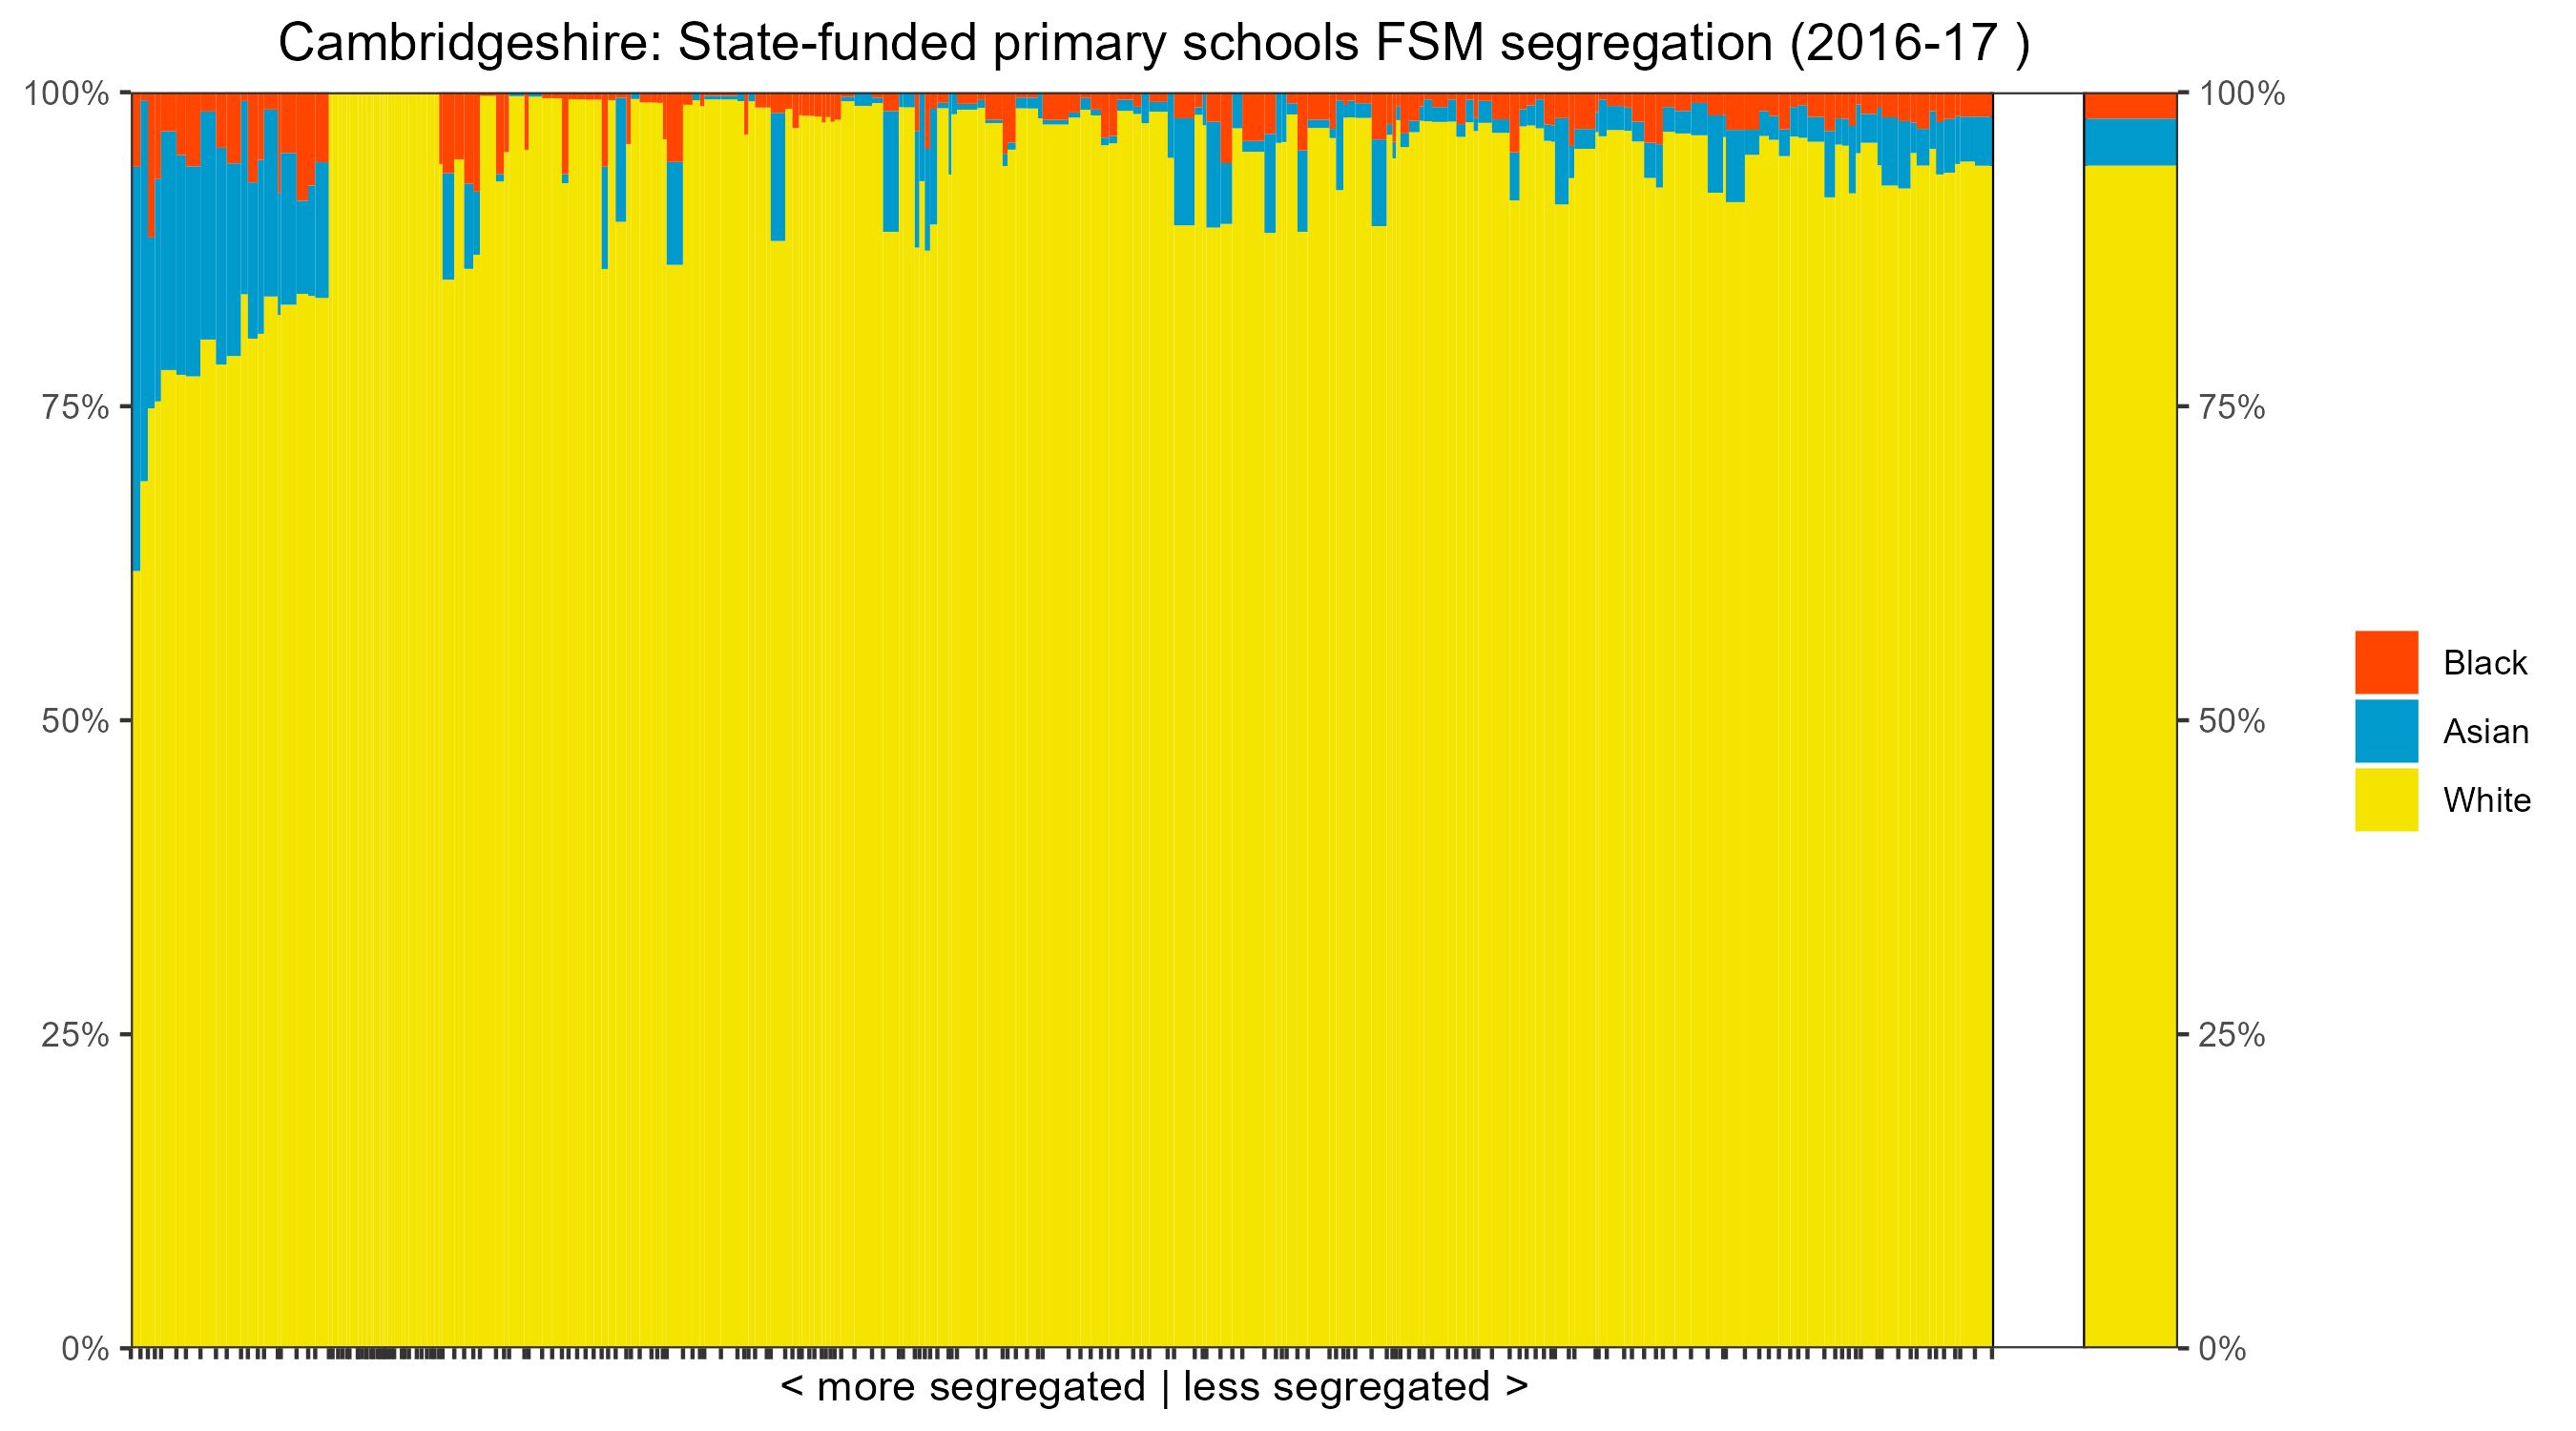 Cambridgeshire: State-funded primary schools FSM segregation (2016-17 )
100%
75%
50%
25%
0%
100%
75%
50%
25%
0%
Black
Asian
White
< more segregated | less segregated >